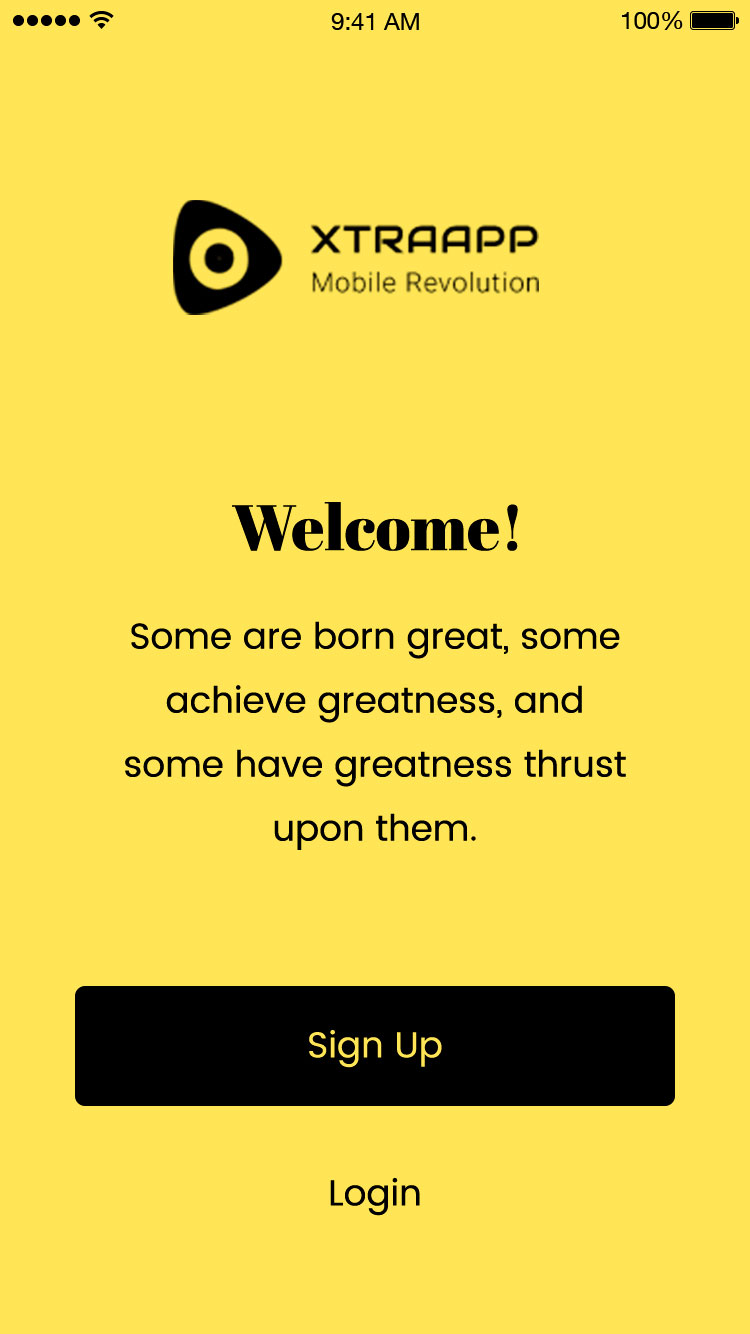 9:41 AM 100%
XTRAAPP
Mobile Revolution
Welcome!
Some are born great, some
achieve greatness, and
some have greatness thrust
upon them.
Sign Up
Login